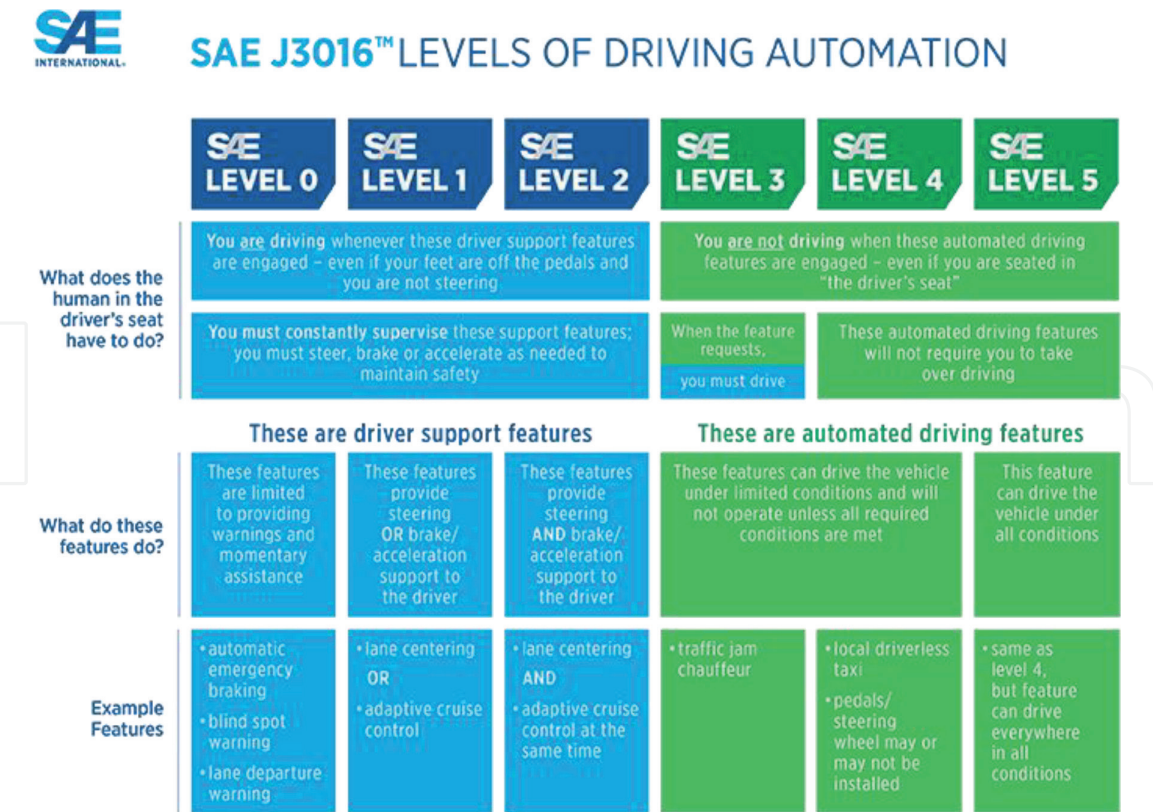 SAE
INTERNATIONAL®
SAE J3016™ LEVELS OF DRIVING AUTOMATION
SAE
LEVEL 0
SAE
LEVEL 1
SAE
LEVEL 2
SAE
LEVEL 3
SAE
LEVEL 4
SAE
LEVEL 5
What does the
human in the
driver's seat
have to do?
You are driving whenever these driver support features
are engaged – even if your feet are off the pedals and
you are not steering
You are not driving when these automated driving
features are engaged – even if you are seated in
"the driver's seat"
You must constantly supervise these support features;
you must steer, brake or accelerate as needed to
maintain safety
When the feature
requests,
you must drive
These automated driving features
will not require you to take
over driving
These are driver support features
These are automated driving features
What do these
features do?
These features
are limited
to providing
warnings and
momentary
assistance
These features
provide
steering
OR brake/
acceleration
support to
the driver
These features
provide
steering
AND brake/
acceleration
support to
the driver
These features can drive the vehicle
under limited conditions and will
not operate unless all required
conditions are met
This feature
can drive the
vehicle under
all conditions
Example
Features
• automatic
emergency
braking
• blind spot
warning
• lane departure
warning
• lane centering
OR
• adaptive cruise
control
• lane centering
AND
• adaptive cruise
control at the
same time
• traffic jam
chauffeur
• local driverless
taxi
• pedals/
steering
wheel may or
may not be
installed
• same as
level 4,
but feature
can drive
everywhere
in all
conditions